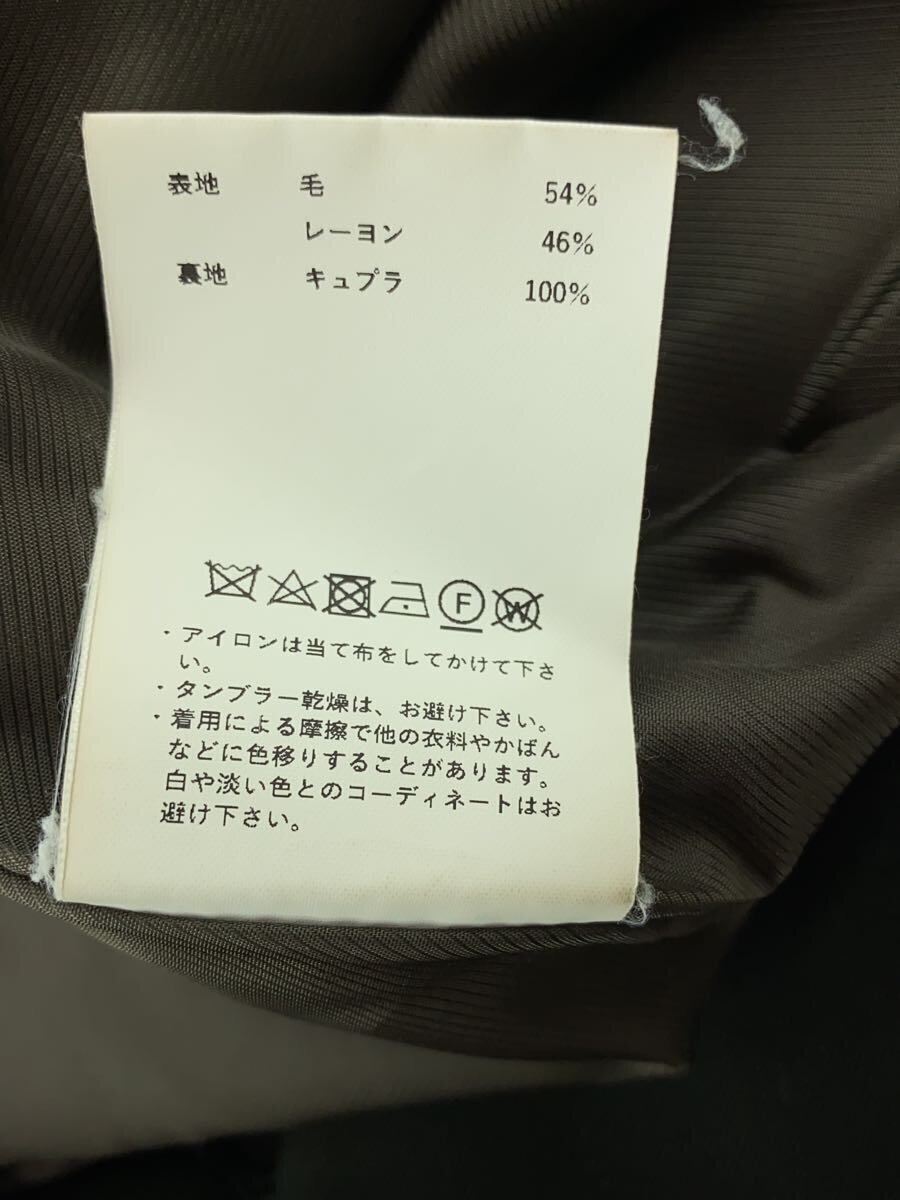 表地 毛 54%
レーヨン 46%
裏地 キュプラ 100%
F W
・アイロンは当て布をしてかけて下さ
い。
・タンブラー乾燥は、お避け下さい。
・着用による摩擦で他の衣料やかばん
などに色移りすることがあります。
白や淡い色とのコーディネートはお
避け下さい。